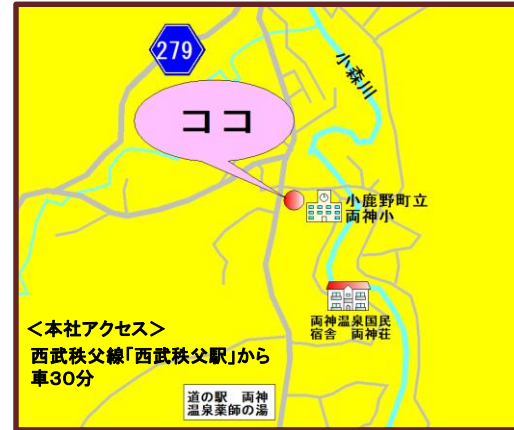 279
小森川
ココ
小鹿野町立
両神小
両神温泉国民
宿舎　両神荘
＜本社アクセス＞
西武秩父線「西武秩父駅」から
車３０分
道の駅　両神
温泉薬師の湯